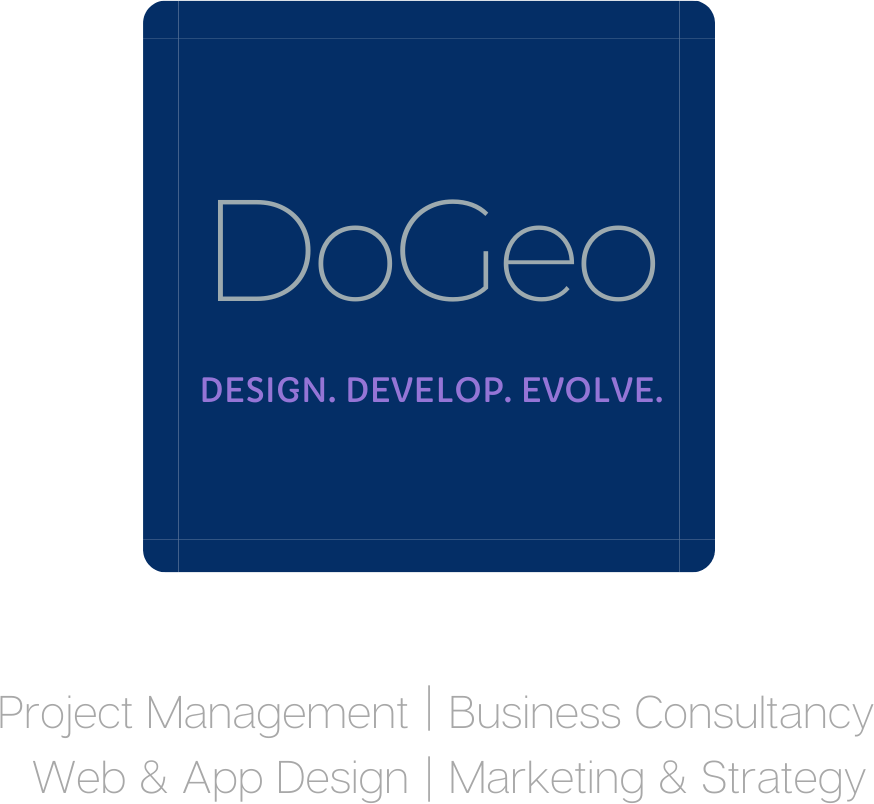 DoGeo
DESIGN. DEVELOP. EVOLVE.
Project Management | Business Consultancy
Web & App Design | Marketing & Strategy